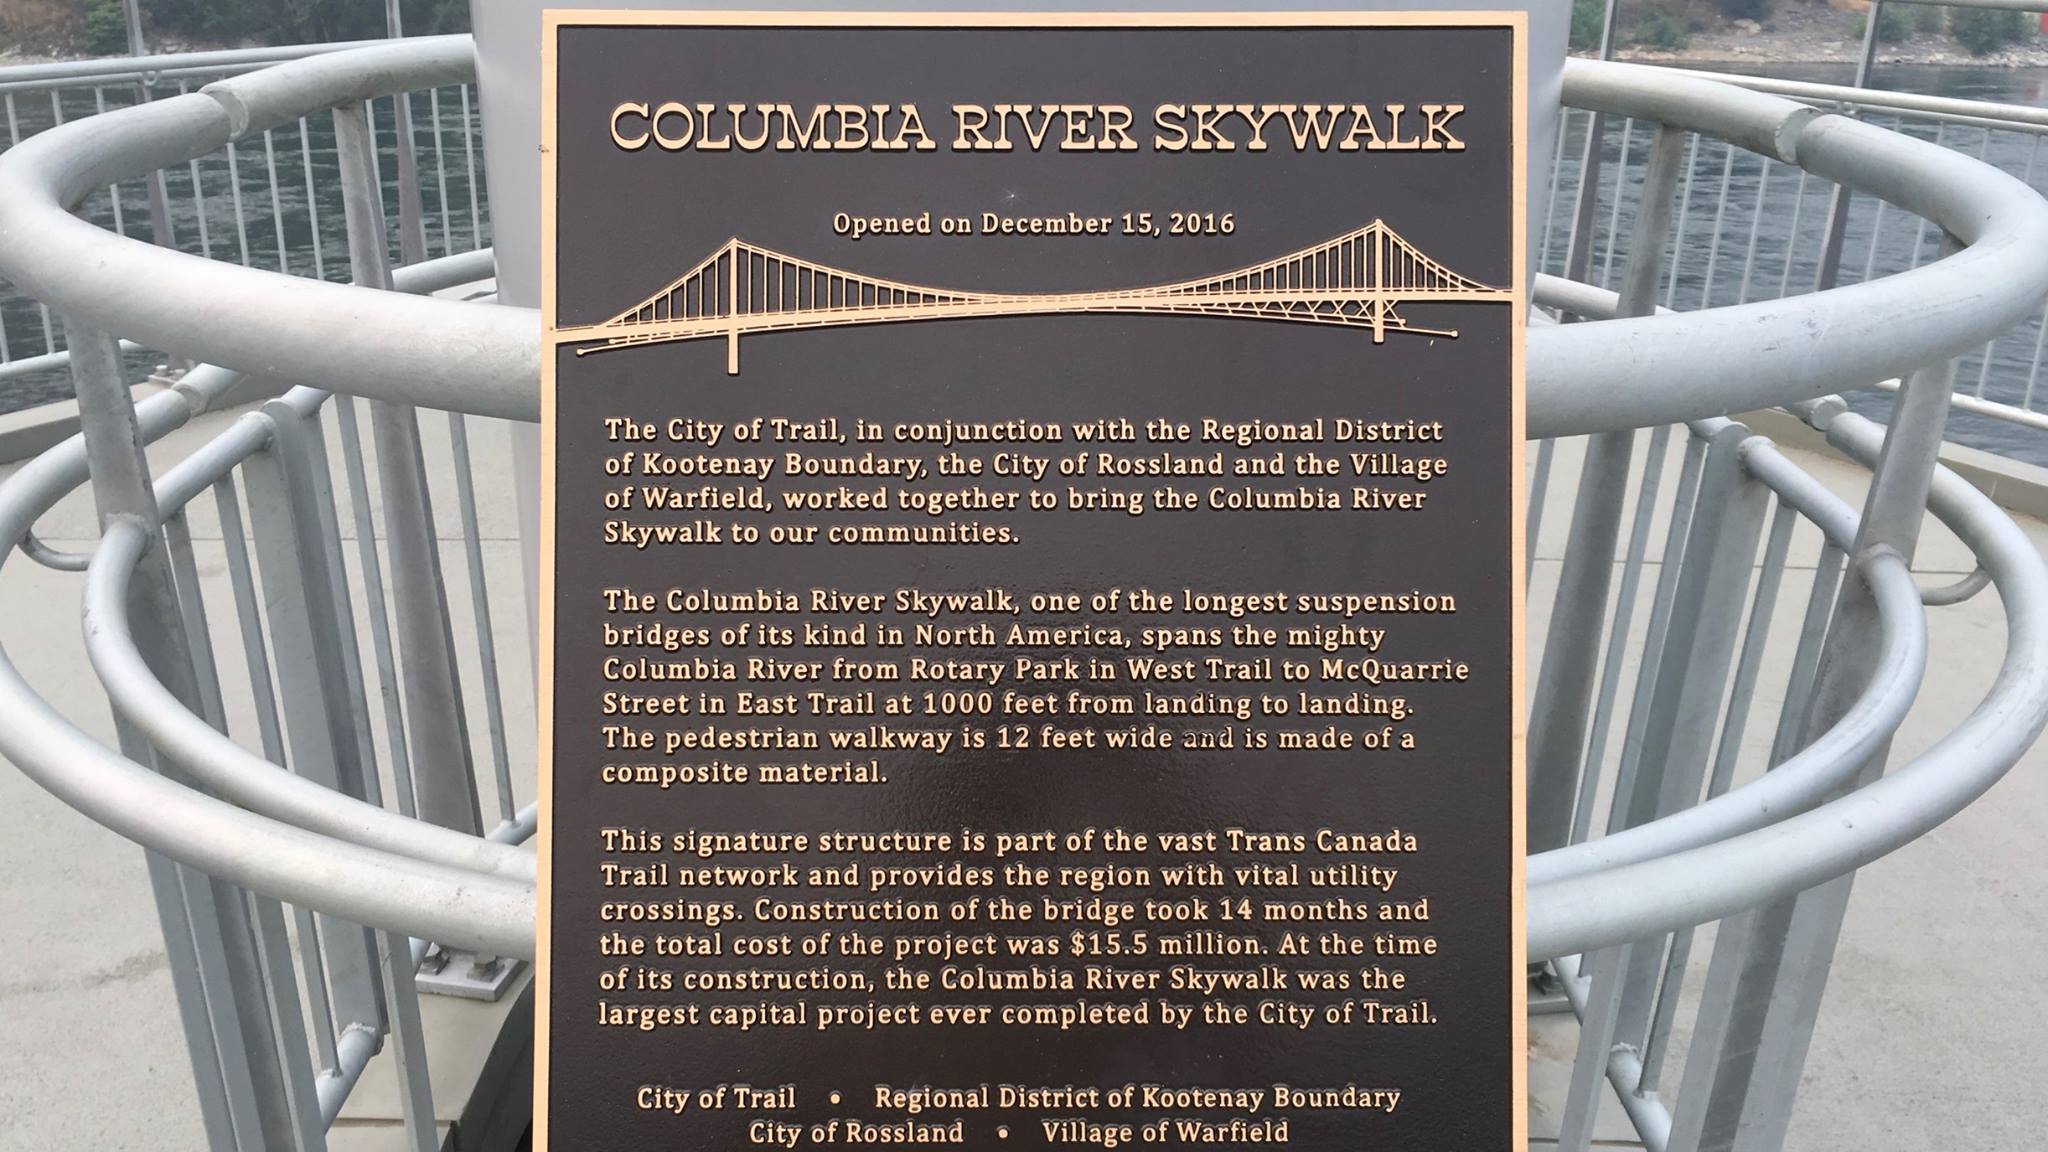 COLUMBIA RIVER SKYWALK
Opened on December 15, 2016
The City of Trail, in conjunction with the Regional District
of Kootenay Boundary, the City of Rossland and the Village
of Warfield, worked together to bring the Columbia River
Skywalk to our communities.
The Columbia River Skywalk, one of the longest suspension
bridges of its kind in North America, spans the mighty
Columbia River from Rotary Park in West Trail to McQuarrie
Street in East Trail at 1000 feet from landing to landing.
The pedestrian walkway is 12 feet wide and is made of a
composite material.
This signature structure is part of the vast Trans Canada
Trail network and provides the region with vital utility
crossings. Construction of the bridge took 14 months and
the total cost of the project was $15.5 million. At the time
of its construction, the Columbia River Skywalk was the
largest capital project ever completed by the City of Trail.
City of Trail • Regional District of Kootenay Boundary
City of Rossland • Village of Warfield